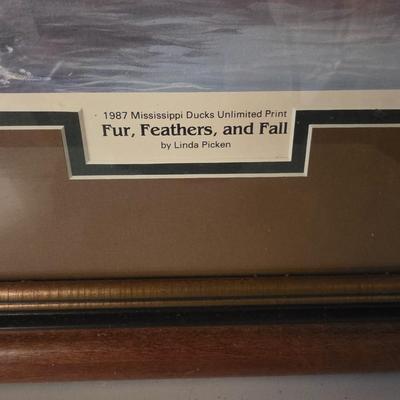 1987 Mississippi Ducks Unlimited Print
Fur, Feathers, and Fall
by Linda Picken